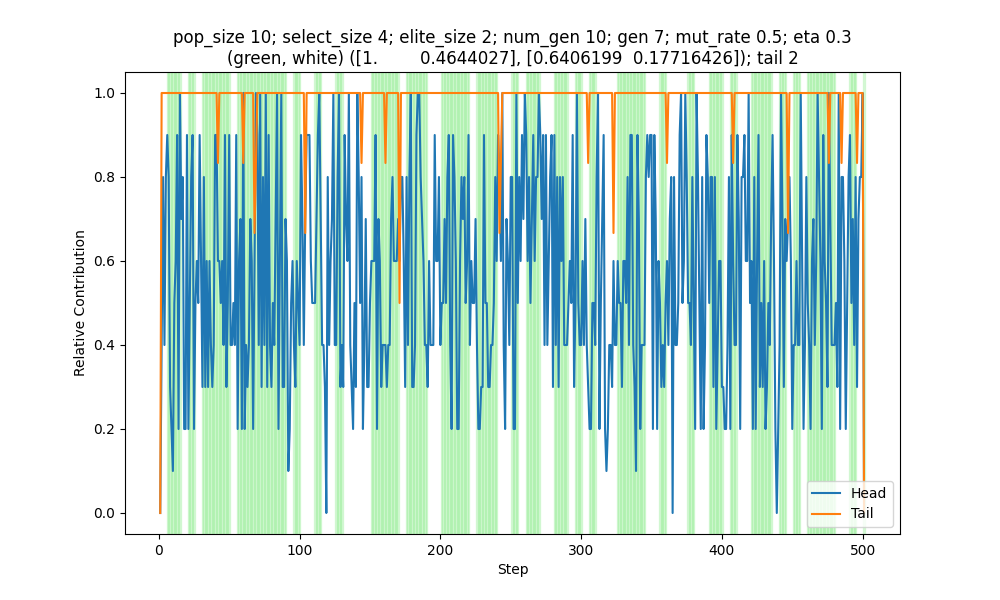 pop_size 10; select_size 4; elite_size 2; num_gen 10; gen 7; mut_rate 0.5; eta 0.3
(green, white) ([1. 0.4644027], [0.6406199 0.17716426]); tail 2
1.0
0.8
0.6
0.4
0.2
0.0
Relative Contribution
Head
Tail
0 100 200 300 400 500
Step